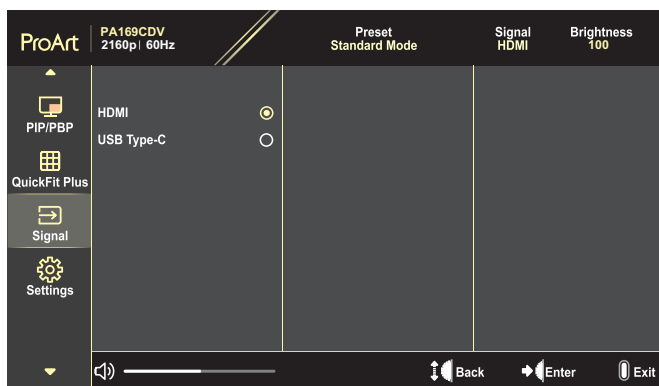 ProArt
PA169CDV
2160p| 60Hz
Preset
Standard Mode
Signal
HDMI
Brightness
100
PIP/PBP
QuickFit Plus
Signal
Settings
HDMI
USB Type-C
Back
Enter
Exit